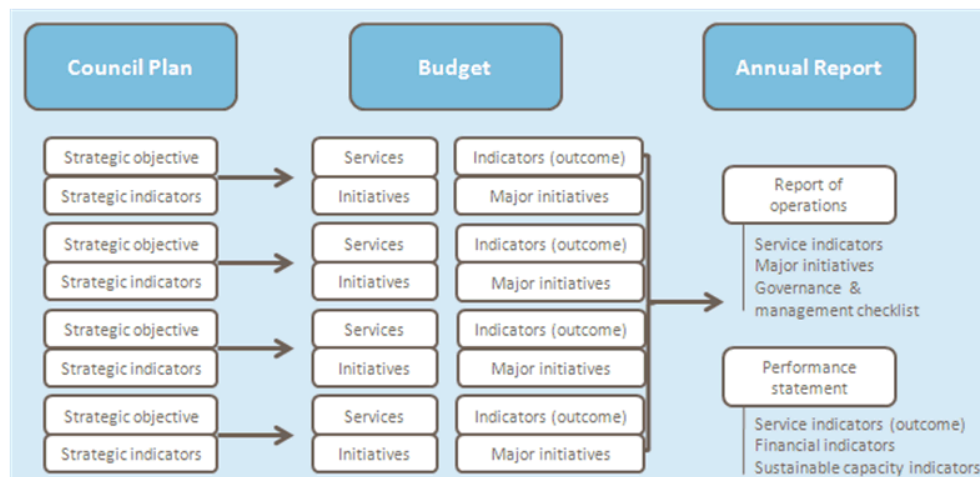 Council Plan
Budget
Annual Report
Strategic objective
Strategic indicators
Services
Initiatives
Indicators (outcome)
Major initiatives
Strategic objective
Strategic indicators
Services
Initiatives
Indicators (outcome)
Major initiatives
Strategic objective
Strategic indicators
Services
Initiatives
Indicators (outcome)
Major initiatives
Strategic objective
Strategic indicators
Services
Initiatives
Indicators (outcome)
Major initiatives
Report of
operations
Service indicators
Major initiatives
Governance &
management checklist
Performance
statement
Service indicators (outcome)
Financial indicators
Sustainable capacity indicators